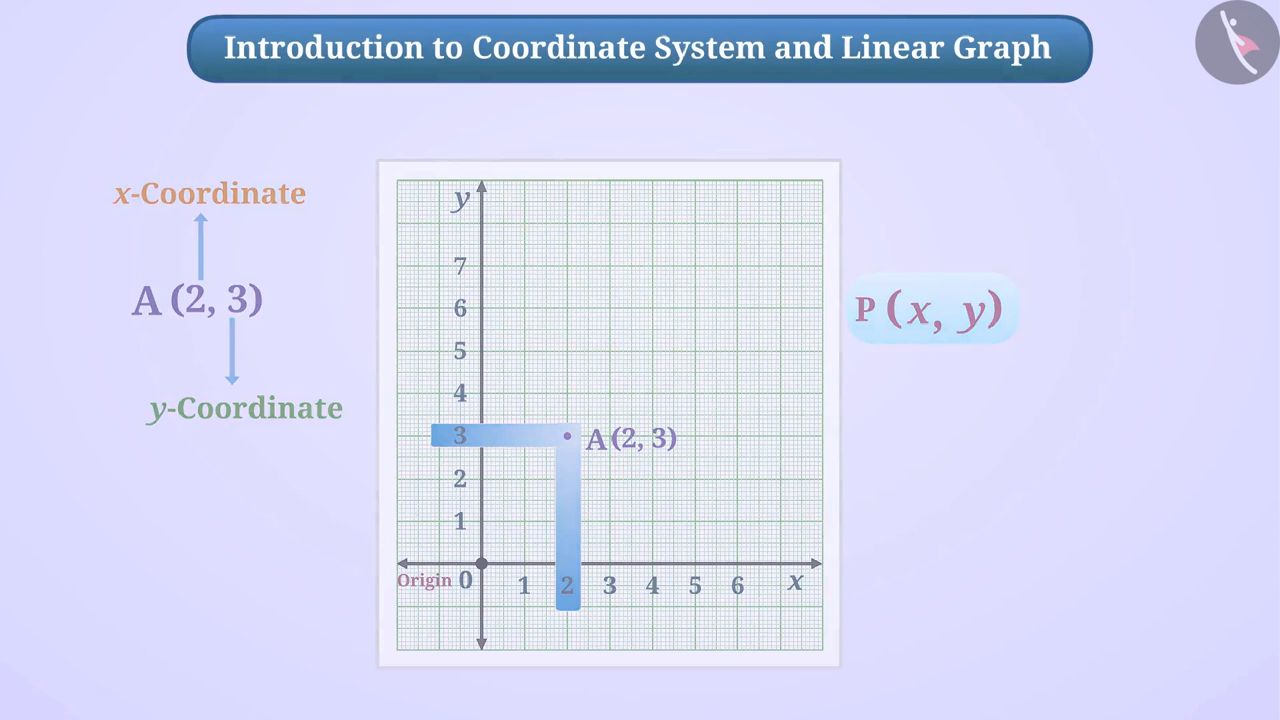 Introduction to Coordinate System and Linear Graph
x-Coordinate
A (2, 3)
y-Coordinate
y
7
6
5
4
3
2
1
A (2, 3)
Origin 0 1 2 3 4 5 6 x
P (x, y)